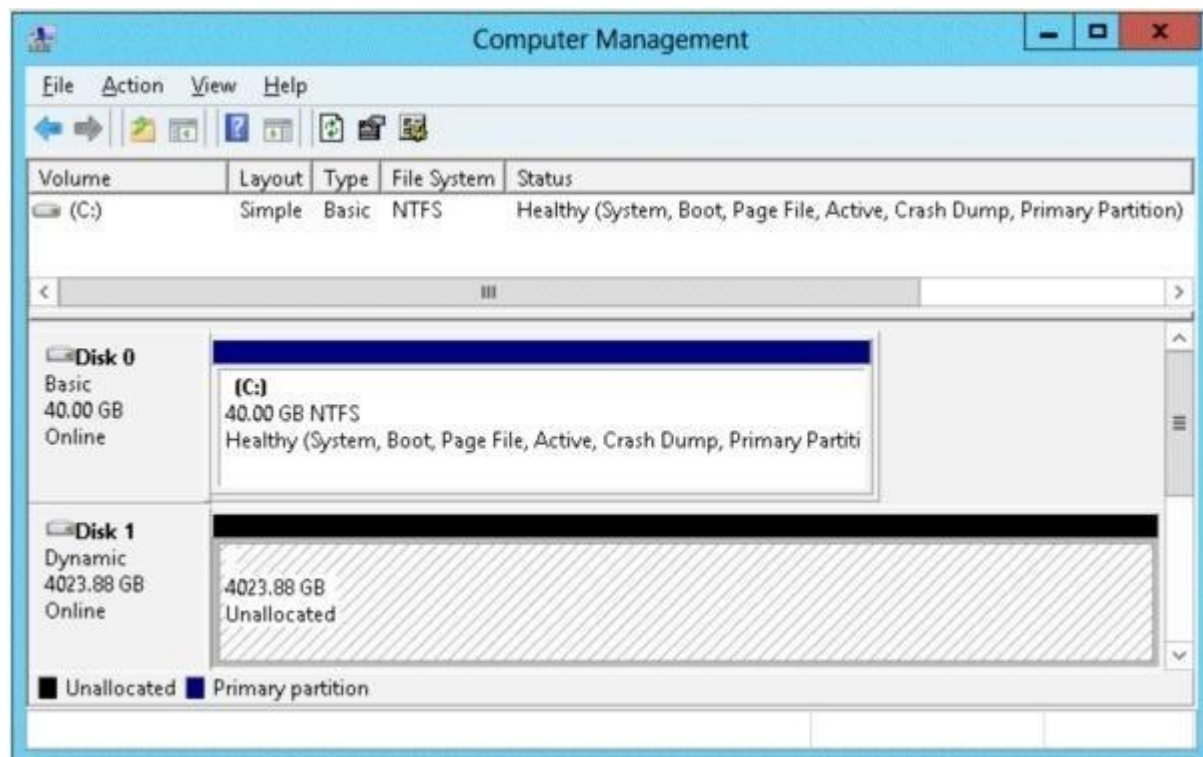 Computer Management
File Action View Help
Volume Layout Type File System Status
(C:) Simple Basic NTFS Healthy (System, Boot, Page File, Active, Crash Dump, Primary Partition)
Disk 0
Basic
40.00 GB
Online
(C:)
40.00 GB NTFS
Healthy (System, Boot, Page File, Active, Crash Dump, Primary Partiti
Disk 1
Dynamic
4023.88 GB
Online
4023.88 GB
Unallocated
Unallocated Primary partition